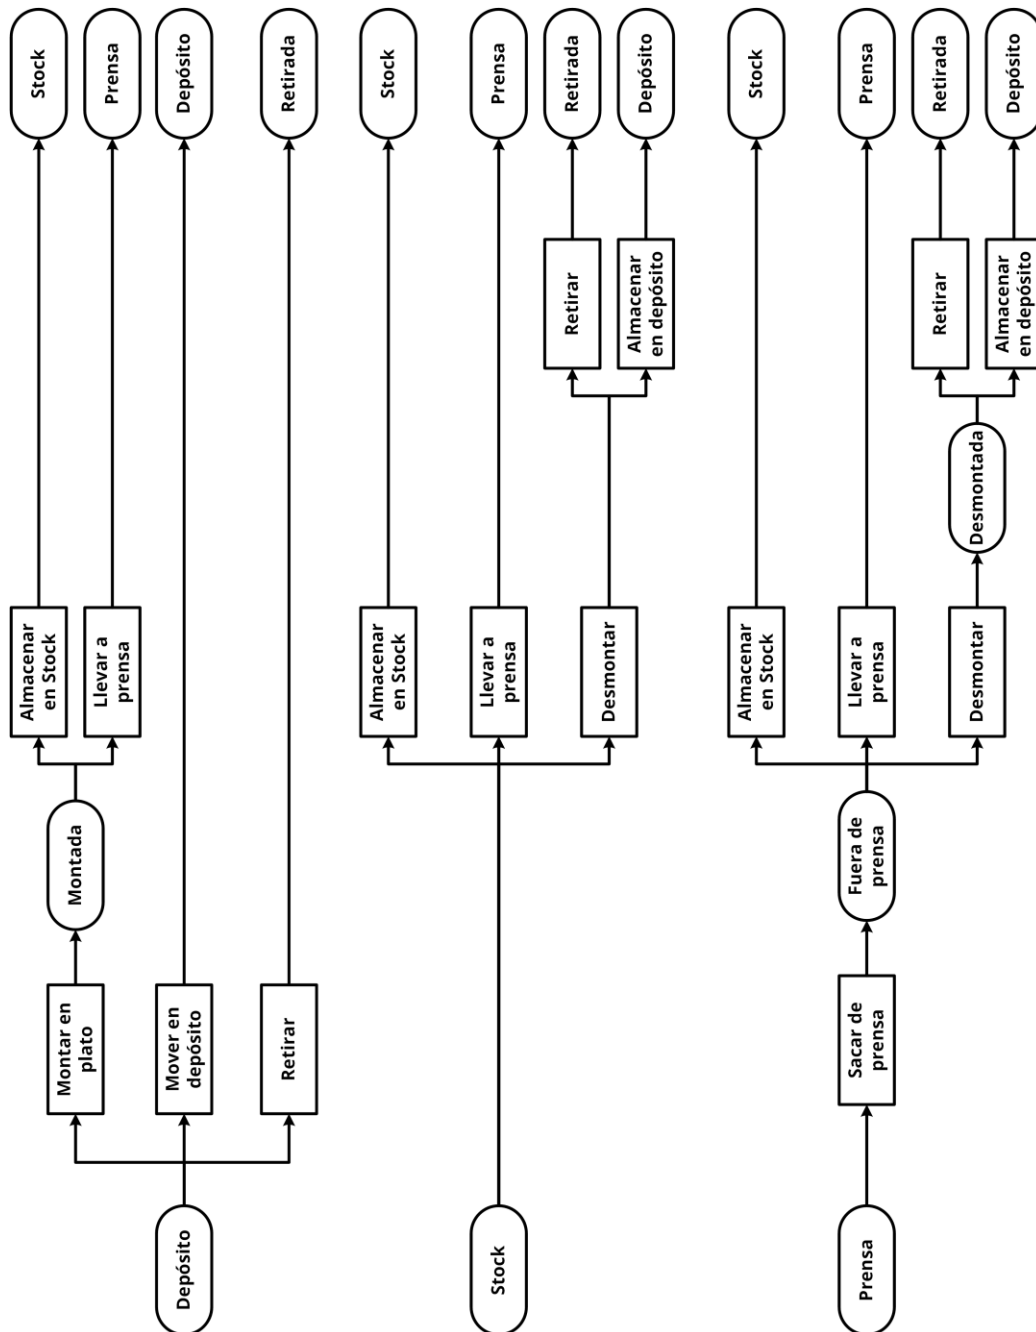 Stock
Prensa
Depósito
Retirada
Stock
Prensa
Retirada
Depósito
Stock
Prensa
Retirada
Depósito
Retirar
Almacenar
en depósito
Retirar
Almacenar
en depósito
Desmontada
Almacenar
en Stock
Llevar a
prensa
Almacenar
en Stock
Llevar a
prensa
Desmontar
Almacenar
en Stock
Llevar a
prensa
Desmontar
Montada
Fuera de
prensa
Montar en
plato
Mover en
depósito
Retirar
Sacar de
prensa
Depósito
Stock
Prensa